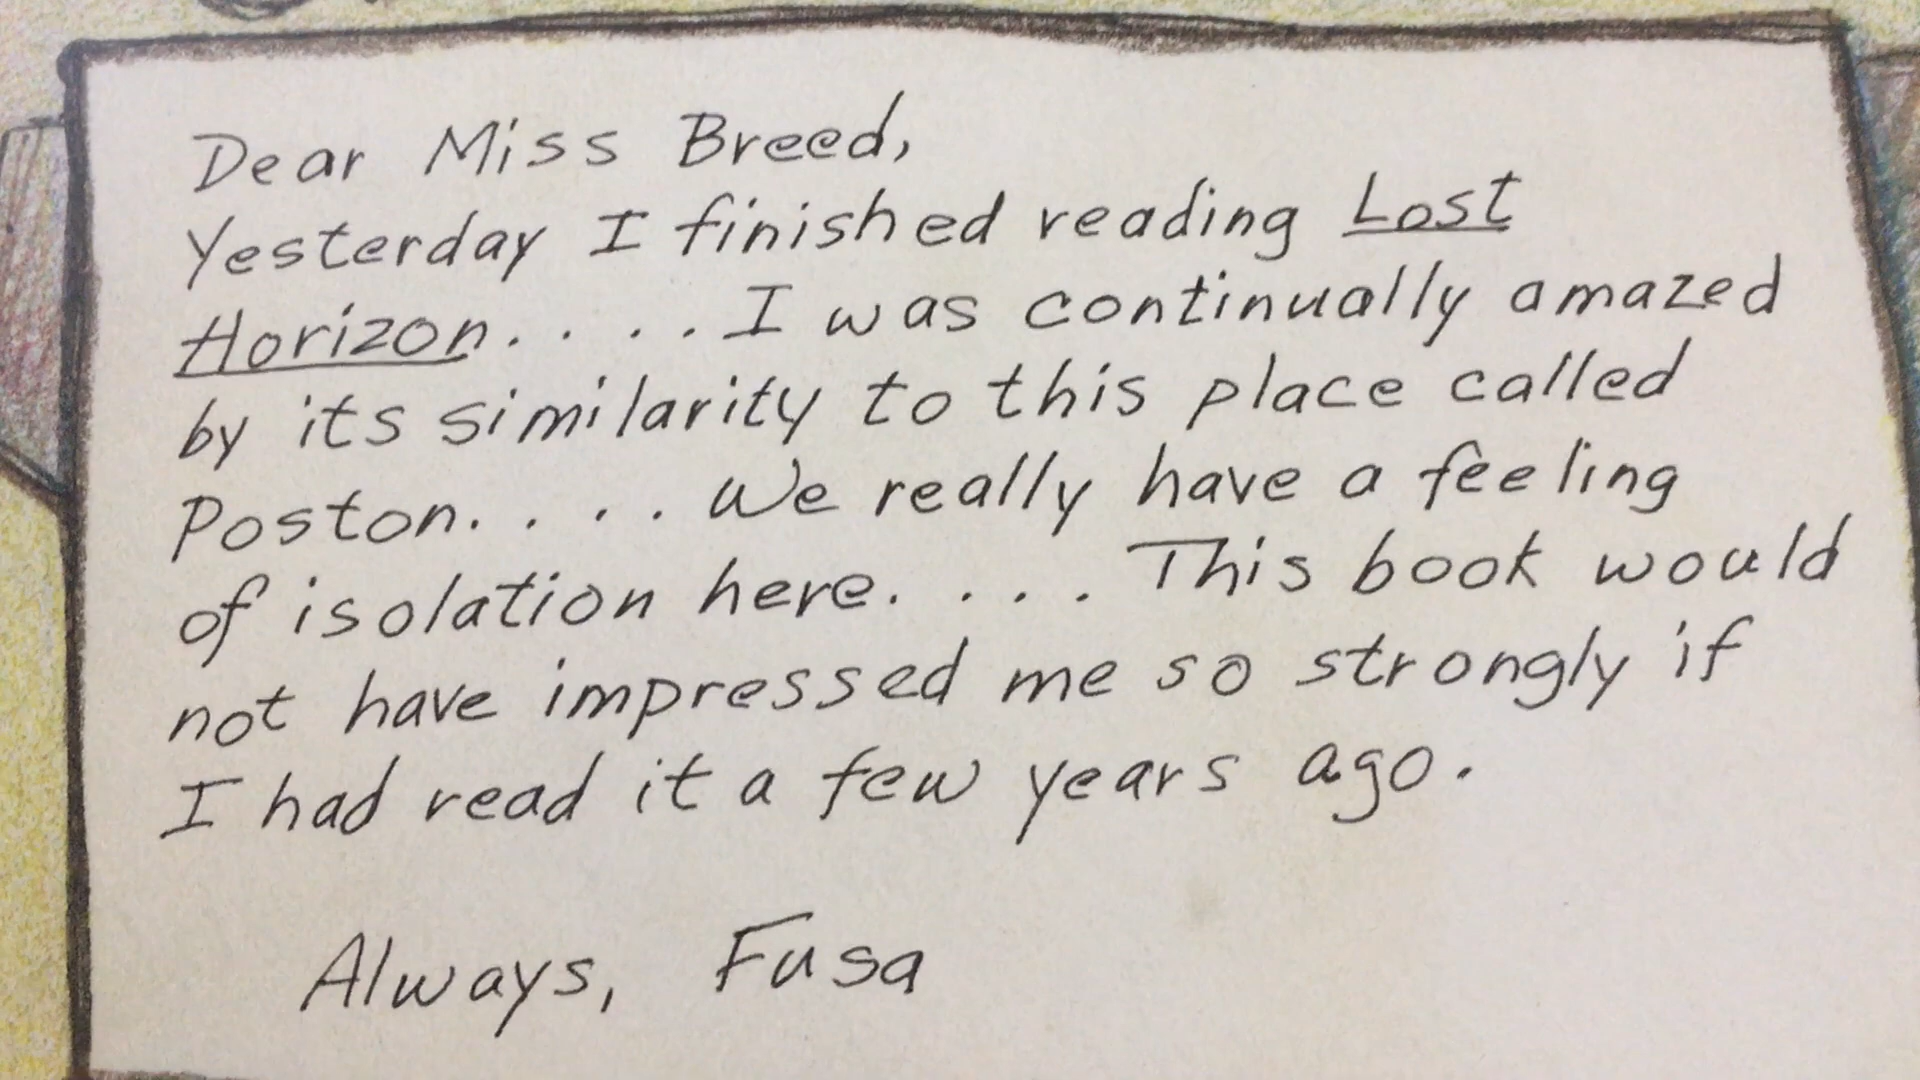 Dear Miss Breed,
Yesterday I finished reading Lost
Horizon. . . . I was continually amazed
by its similarity to this place called
Poston. . . . We really have a feeling
of isolation here. . . . This book would
not have impressed me so strongly if
I had read it a few years ago.
Always, Fusa